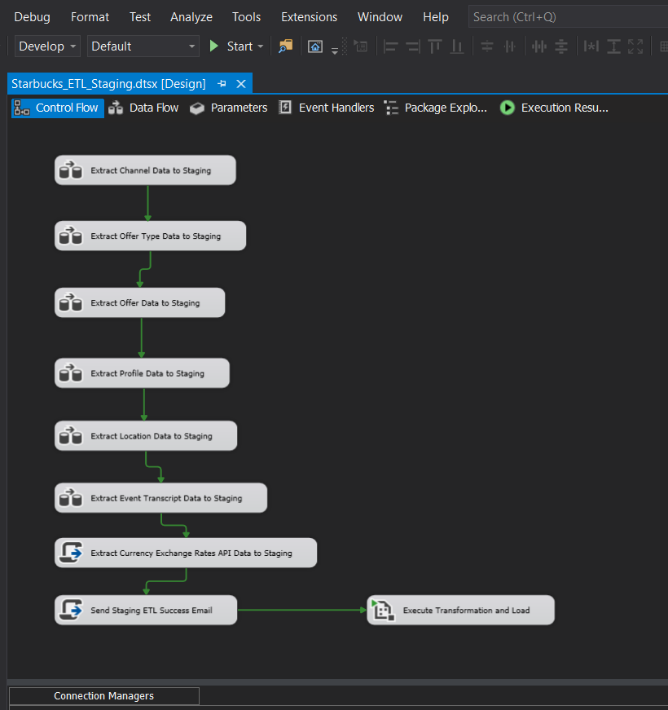 Debug Format Test Analyze Tools Extensions Window Help Search (Ctrl+Q)
Develop Default Start
Starbucks_ETL_Staging.dtsx [Design]
Control Flow Data Flow Parameters Event Handlers Package Explo... Execution Resu...
Extract Channel Data to Staging
Extract Offer Type Data to Staging
Extract Offer Data to Staging
Extract Profile Data to Staging
Extract Location Data to Staging
Extract Event Transcript Data to Staging
Extract Currency Exchange Rates API Data to Staging
Send Staging ETL Success Email Execute Transformation and Load
Connection Managers